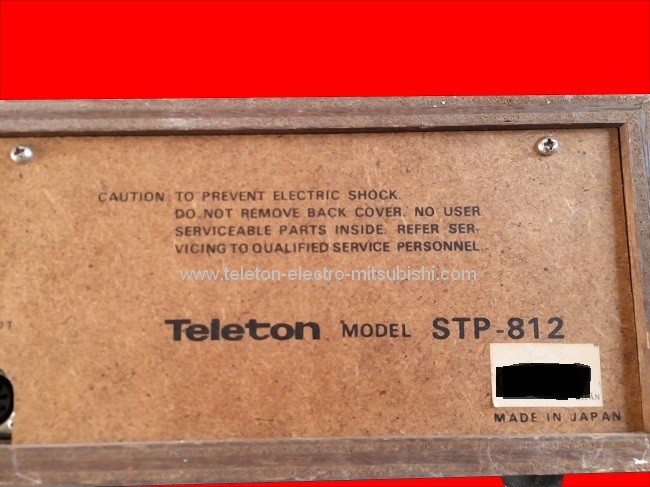 CAUTION TO PREVENT ELECTRIC SHOCK.
DO NOT REMOVE BACK COVER. NO USER
SERVICEABLE PARTS INSIDE. REFER SER-
VICING TO QUALIFIED SERVICE PERSONNEL.
www.teleton-electro-mitsubishi.com
Teleton MODEL STP-812
MADE IN JAPAN